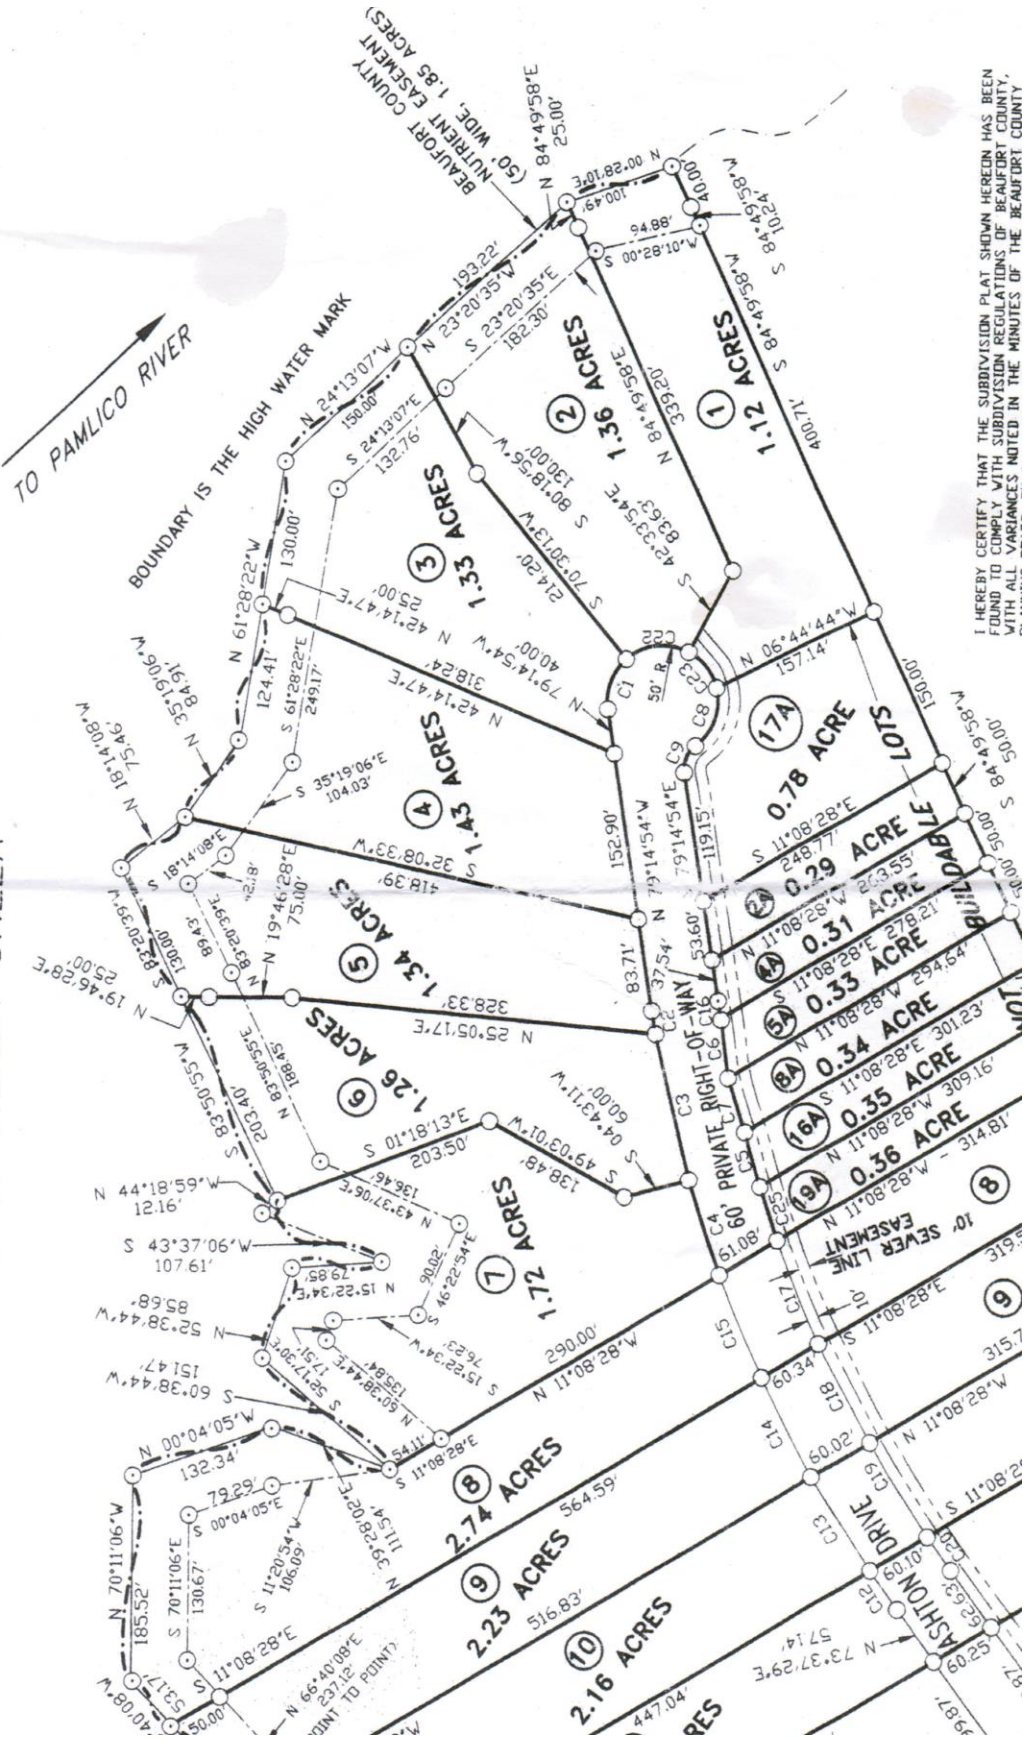 TO PAMLICO RIVER
BOUNDARY IS THE HIGH WATER MARK
BEAUFORT COUNTY
NUTRIENT EASEMENT
(50' WIDE, 1.85 ACRES)
N 84°49'58"E
25.00'
N 00°28'10"E
100.49'
40.00'
S 84°49'58"W
10.24'
94.88'
S 00°28'10"W
193.22'
N 23°20'35"W
S 23°20'35"E
182.30'
N 24°13'07"W
150.00'
S 24°13'07"E
132.76'
N 61°28'22"W
130.00'
124.41'
S 61°28'22"E
249.17'
N 42°14'47"E
25.00'
N 42°14'47"E
318.24'
N 79°14'54"W
40.00'
S 80°18'56"W
130.00'
S 70°30'13"W
214.20'
S 42°33'54"E
83.63'
N 84°49'58"E
339.20'
S 84°49'58"W
400.71'
1
1.12 ACRES
2
1.36 ACRES
3
1.33 ACRES
4
1.43 ACRES
5
1.34 ACRES
6
1.26 ACRES
7
1.72 ACRES
8
2.74 ACRES
9
2.23 ACRES
10
2.16 ACRES
N 35°19'06"W
84.91'
N 18°14'08"W
75.46'
S 35°19'06"E
104.03'
S 18°14'08"E
S 32°08'33"W
418.39'
S 83°20'39"W
130.00'
N 83°20'39"E
89.43'
N 19°46'28"E
75.00'
N 19°46'28"E
25.00'
N 25°05'17"E
328.33'
S 83°50'55"W
203.40'
N 83°50'55"E
188.45'
N 44°18'59"W
12.16'
S 43°37'06"W
107.61'
N 43°37'06"E
136.46'
S 01°18'13"E
203.50'
S 49°03'01"W
138.48'
S 04°43'11"W
60.00'
N 15°22'34"E
79.85'
N 52°38'44"W
85.68'
S 60°38'44"W
151.47'
S 46°22'54"E
90.02'
S 15°22'34"W
76.23'
S 52°17'30"E
17.51'
N 60°38'44"E
135.84'
54.11'
S 11°08'28"E
N 11°08'28"W
290.00'
N 00°04'05"W
132.34'
S 00°04'05"E
79.29'
N 39°28'02"E
111.54'
S 11°20'54"W
106.09'
N 70°11'06"W
185.52'
S 70°11'06"E
130.67'
53.17'
40'08"W
50.00'
S 11°08'28"E
564.59'
N 66°40'08"E
237.12'
516.83'
447.04'
152.90'
N 79°14'54"W
83.71'
37.54'
N 79°14'54"E
119.15'
53.60'
50' R
C1
C22
C23
C8
C9
C2
C3
C4
C15
C14
C13
C12
C16
C6
C7
C5
C25
C17
C18
C19
C20
60' PRIVATE RIGHT-OF-WAY
61.08'
60.34'
60.02'
60.10'
60.25'
62.63'
57.14'
N 73°37'29"E
99.87'
ASHTON DRIVE
10' SEWER LINE
EASEMENT
10'
N 06°44'44"W
157.14'
150.00'
S 84°49'58"W
50.00'
50.00'
50.00'
17A
0.78 ACRE
S 11°08'28"E
248.77'
2A
0.29 ACRE
N 11°08'28"W
263.55'
4A
0.31 ACRE
S 11°08'28"E
278.21'
5A
0.33 ACRE
N 11°08'28"W
294.64'
8A
0.34 ACRE
S 11°08'28"E
301.23'
16A
0.35 ACRE
N 11°08'28"W
309.16'
19A
0.36 ACRE
N 11°08'28"W - 314.81'
8
S 11°08'28"E
9
N 11°08'28"W
315.7
NOT BUILDABLE LOTS
I HEREBY CERTIFY THAT THE SUBDIVISION PLAT SHOWN HEREON HAS BEEN
FOUND TO COMPLY WITH SUBDIVISION REGULATIONS OF BEAUFORT COUNTY,
WITH ALL VARIANCES NOTED IN THE MINUTES OF THE BEAUFORT COUNTY